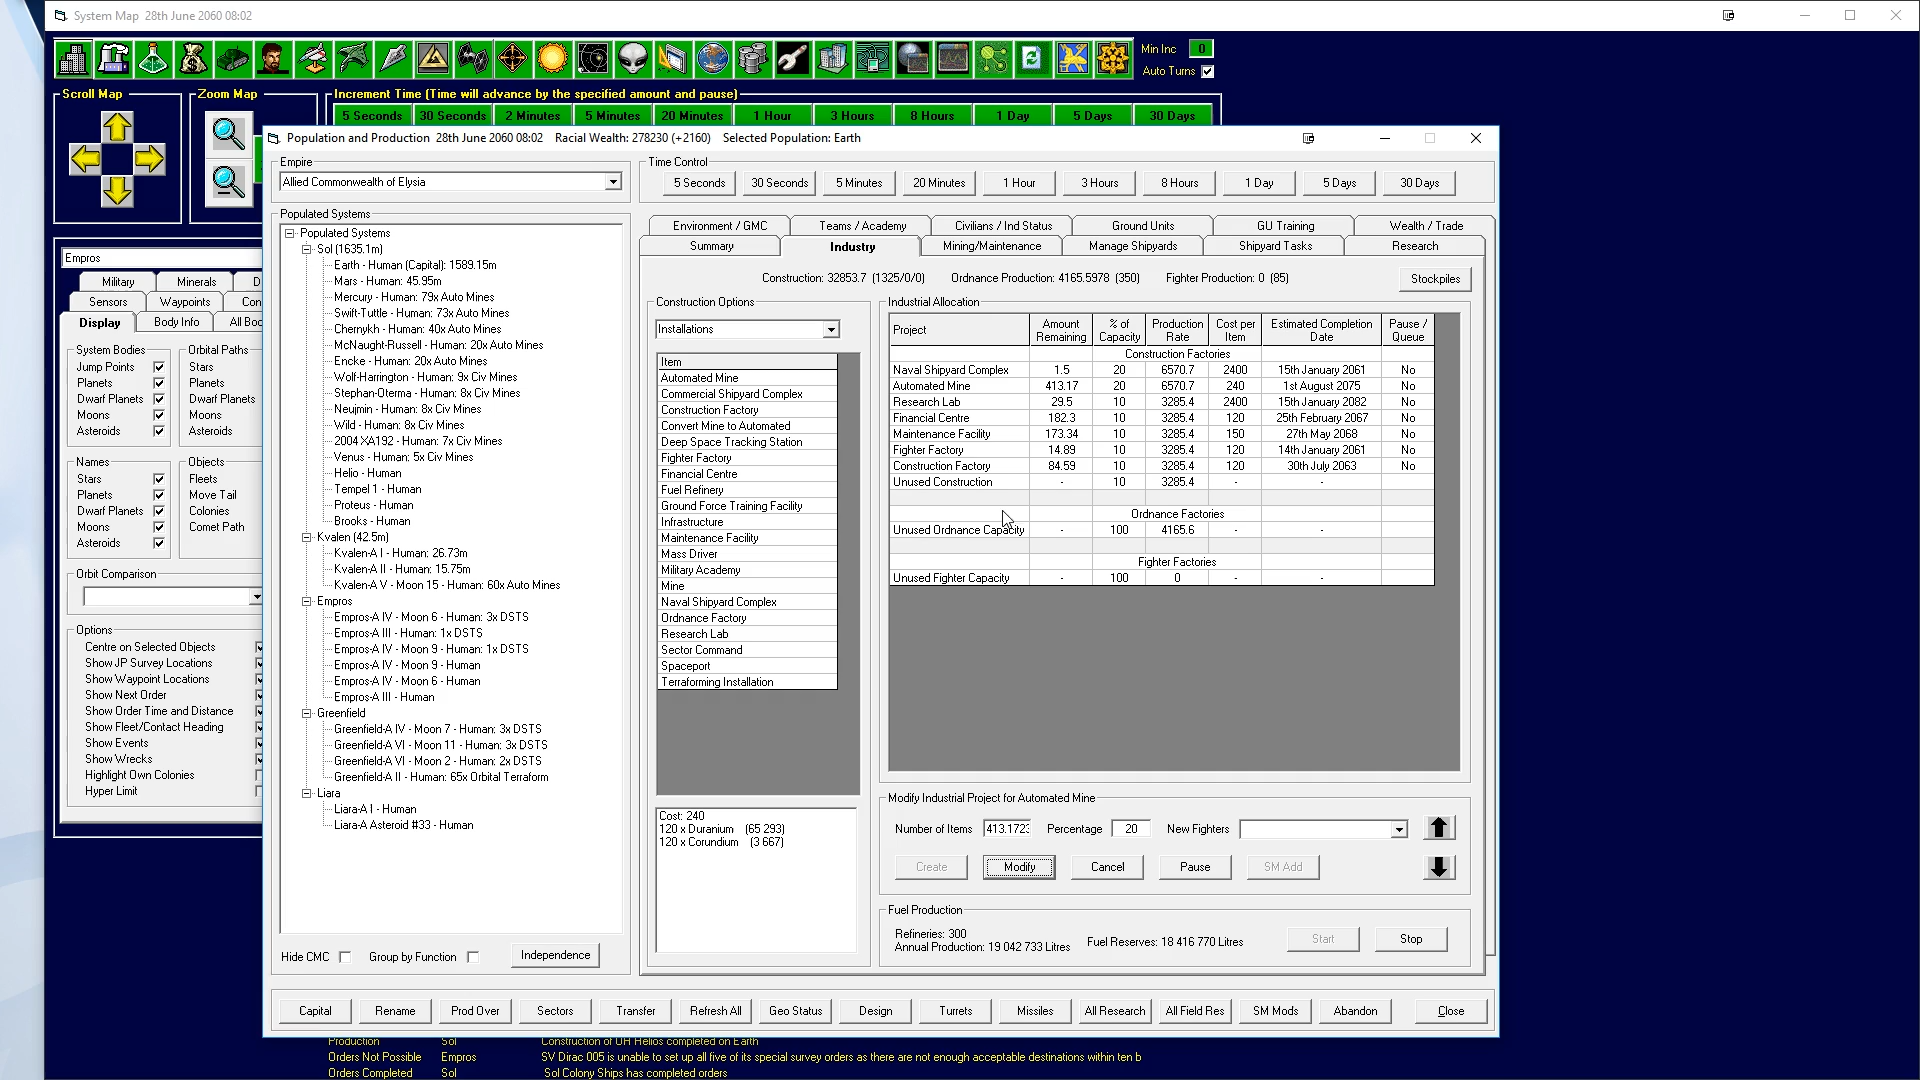 System Map  28th June 2060 08:02
Min Inc 0
Auto Turns
Scroll Map
Zoom Map
Increment Time (Time will advance by the specified amount and pause)
5 Seconds 30 Seconds 2 Minutes 5 Minutes 20 Minutes 1 Hour 3 Hours 8 Hours 1 Day 5 Days 30 Days
Population and Production  28th June 2060 08:02  Racial Wealth: 278230 (+2160)  Selected Population: Earth
Empire
Allied Commonwealth of Elysia
Time Control
5 Seconds 30 Seconds 5 Minutes 20 Minutes 1 Hour 3 Hours 8 Hours 1 Day 5 Days 30 Days
Environment / GMC Teams / Academy Civilians / Ind Status Ground Units GU Training Wealth / Trade
Summary Industry Mining/Maintenance Manage Shipyards Shipyard Tasks Research
Construction: 32853.7 (1325/0/0) Ordnance Production: 4165.5978 (350) Fighter Production: 0 (85) Stockpiles
Empros
Military Minerals
Sensors Waypoints
Display Body Info
System Bodies Orbital Paths
Jump Points Stars
Planets Planets
Dwarf Planets Dwarf Planets
Moons Moons
Asteroids Asteroids
Names Objects
Stars Fleets
Planets Move Tail
Dwarf Planets Colonies
Moons Comet Path
Asteroids
Orbit Comparison
Options
Centre on Selected Objects
Show JP Survey Locations
Show Waypoint Locations
Show Next Order
Show Order Time and Distance
Show Fleet/Contact Heading
Show Events
Show Wrecks
Highlight Own Colonies
Hyper Limit
Populated Systems
Populated Systems
Sol (1635.1m)
Earth - Human (Capital): 1589.15m
Mars - Human: 45.95m
Mercury - Human: 79x Auto Mines
Swift-Tuttle - Human: 73x Auto Mines
Chernykh - Human: 40x Auto Mines
McNaught-Russell - Human: 20x Auto Mines
Encke - Human: 20x Auto Mines
Wolf-Harrington - Human: 9x Civ Mines
Stephan-Oterma - Human: 8x Civ Mines
Neujmin - Human: 8x Civ Mines
Wild - Human: 8x Civ Mines
2004 XA192 - Human: 7x Civ Mines
Venus - Human: 5x Civ Mines
Helio - Human
Tempel 1 - Human
Proteus - Human
Brooks - Human
Kvalen (42.5m)
Kvalen-A I - Human: 26.73m
Kvalen-A II - Human: 15.75m
Kvalen-A V - Moon 15 - Human: 60x Auto Mines
Empros
Empros-A IV - Moon 6 - Human: 3x DSTS
Empros-A III - Human: 1x DSTS
Empros-A IV - Moon 9 - Human: 1x DSTS
Empros-A IV - Moon 9 - Human
Empros-A IV - Moon 6 - Human
Empros-A III - Human
Greenfield
Greenfield-A IV - Moon 7 - Human: 3x DSTS
Greenfield-A VI - Moon 11 - Human: 3x DSTS
Greenfield-A VI - Moon 2 - Human: 2x DSTS
Greenfield-A II - Human: 65x Orbital Terraform
Liara
Liara-A I - Human
Liara-A Asteroid #33 - Human
Hide CMC Group by Function Independence
Construction Options
Installations
Item
Automated Mine
Commercial Shipyard Complex
Construction Factory
Convert Mine to Automated
Deep Space Tracking Station
Fighter Factory
Financial Centre
Fuel Refinery
Ground Force Training Facility
Infrastructure
Maintenance Facility
Mass Driver
Military Academy
Mine
Naval Shipyard Complex
Ordnance Factory
Research Lab
Sector Command
Spaceport
Terraforming Installation
Cost: 240
120 x Duranium (65 293)
120 x Corundium (3 667)
Industrial Allocation
Project Amount Remaining % of Capacity Production Rate Cost per Item Estimated Completion Date Pause / Queue
Construction Factories
Naval Shipyard Complex 1.5 20 6570.7 2400 15th January 2061 No
Automated Mine 413.17 20 6570.7 240 1st August 2075 No
Research Lab 29.5 10 3285.4 2400 15th January 2082 No
Financial Centre 182.3 10 3285.4 120 25th February 2067 No
Maintenance Facility 173.34 10 3285.4 150 27th May 2068 No
Fighter Factory 14.89 10 3285.4 120 14th January 2061 No
Construction Factory 84.59 10 3285.4 120 30th July 2063 No
Unused Construction - 10 3285.4 - -
Ordnance Factories
Unused Ordnance Capacity - 100 4165.6 - -
Fighter Factories
Unused Fighter Capacity - 100 0 - -
Modify Industrial Project for Automated Mine
Number of Items 413.1723 Percentage 20 New Fighters
Create Modify Cancel Pause SM Add
Fuel Production
Refineries: 300
Annual Production: 19 042 733 Litres Fuel Reserves: 18 416 770 Litres Start Stop
Capital Rename Prod Over Sectors Transfer Refresh All Geo Status Design Turrets Missiles All Research All Field Res SM Mods Abandon Close
Production Sol Construction of OH Helios completed on Earth
Orders Not Possible Empros SV Dirac 005 is unable to set up all five of its special survey orders as there are not enough acceptable destinations within ten b
Orders Completed Sol Sol Colony Ships has completed orders